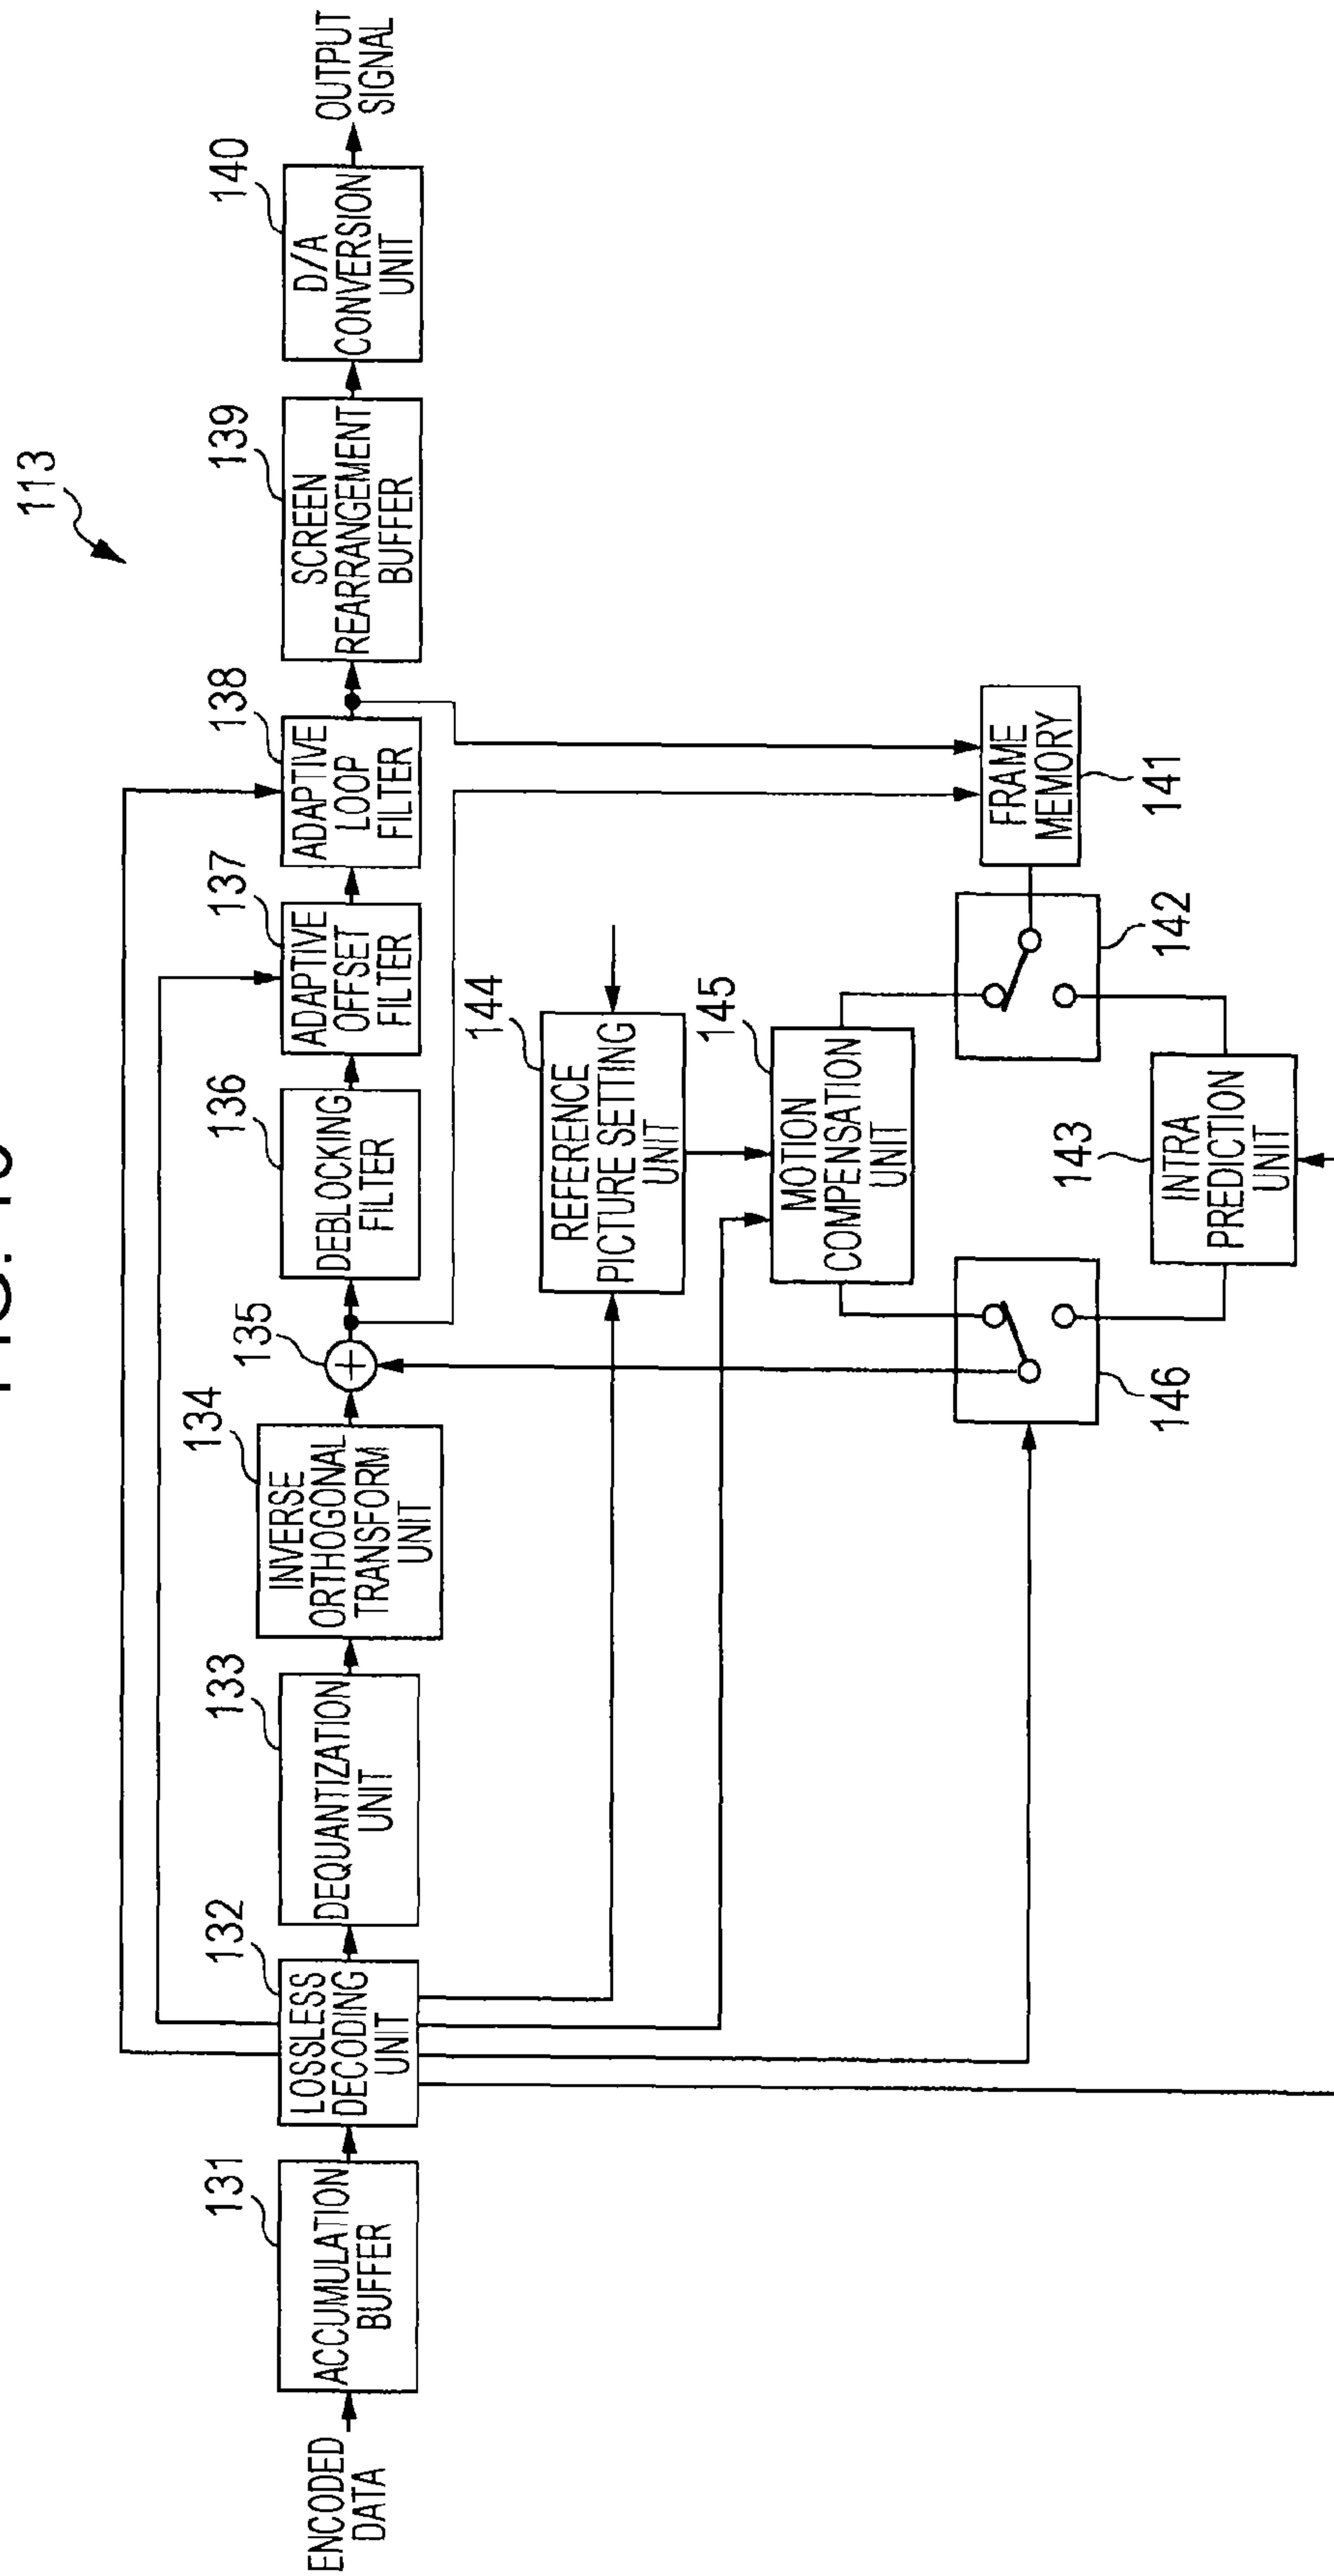 113
ENCODED
DATA
131
ACCUMULATION
BUFFER
132
LOSSLESS
DECODING
UNIT
133
DEQUANTIZATION
UNIT
134
INVERSE
ORTHOGONAL
TRANSFORM
UNIT
135
+
136
DEBLOCKING
FILTER
137
ADAPTIVE
OFFSET
FILTER
138
ADAPTIVE
LOOP
FILTER
139
SCREEN
REARRANGEMENT
BUFFER
140
D/A
CONVERSION
UNIT
OUTPUT
SIGNAL
144
REFERENCE
PICTURE SETTING
UNIT
145
MOTION
COMPENSATION
UNIT
FRAME
MEMORY
141
146
142
143
INTRA
PREDICTION
UNIT